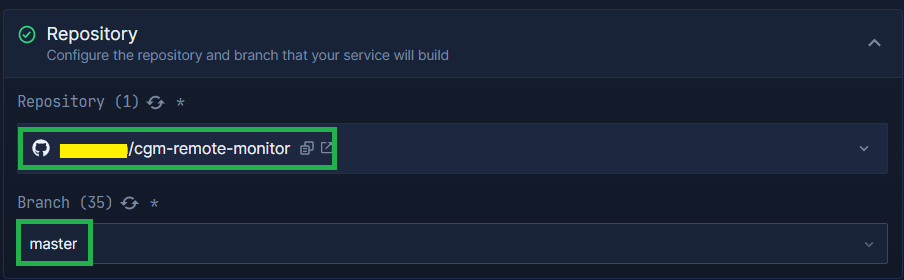 Repository
Configure the repository and branch that your service will build
Repository (1) *
/cgm-remote-monitor
Branch (35) *
master